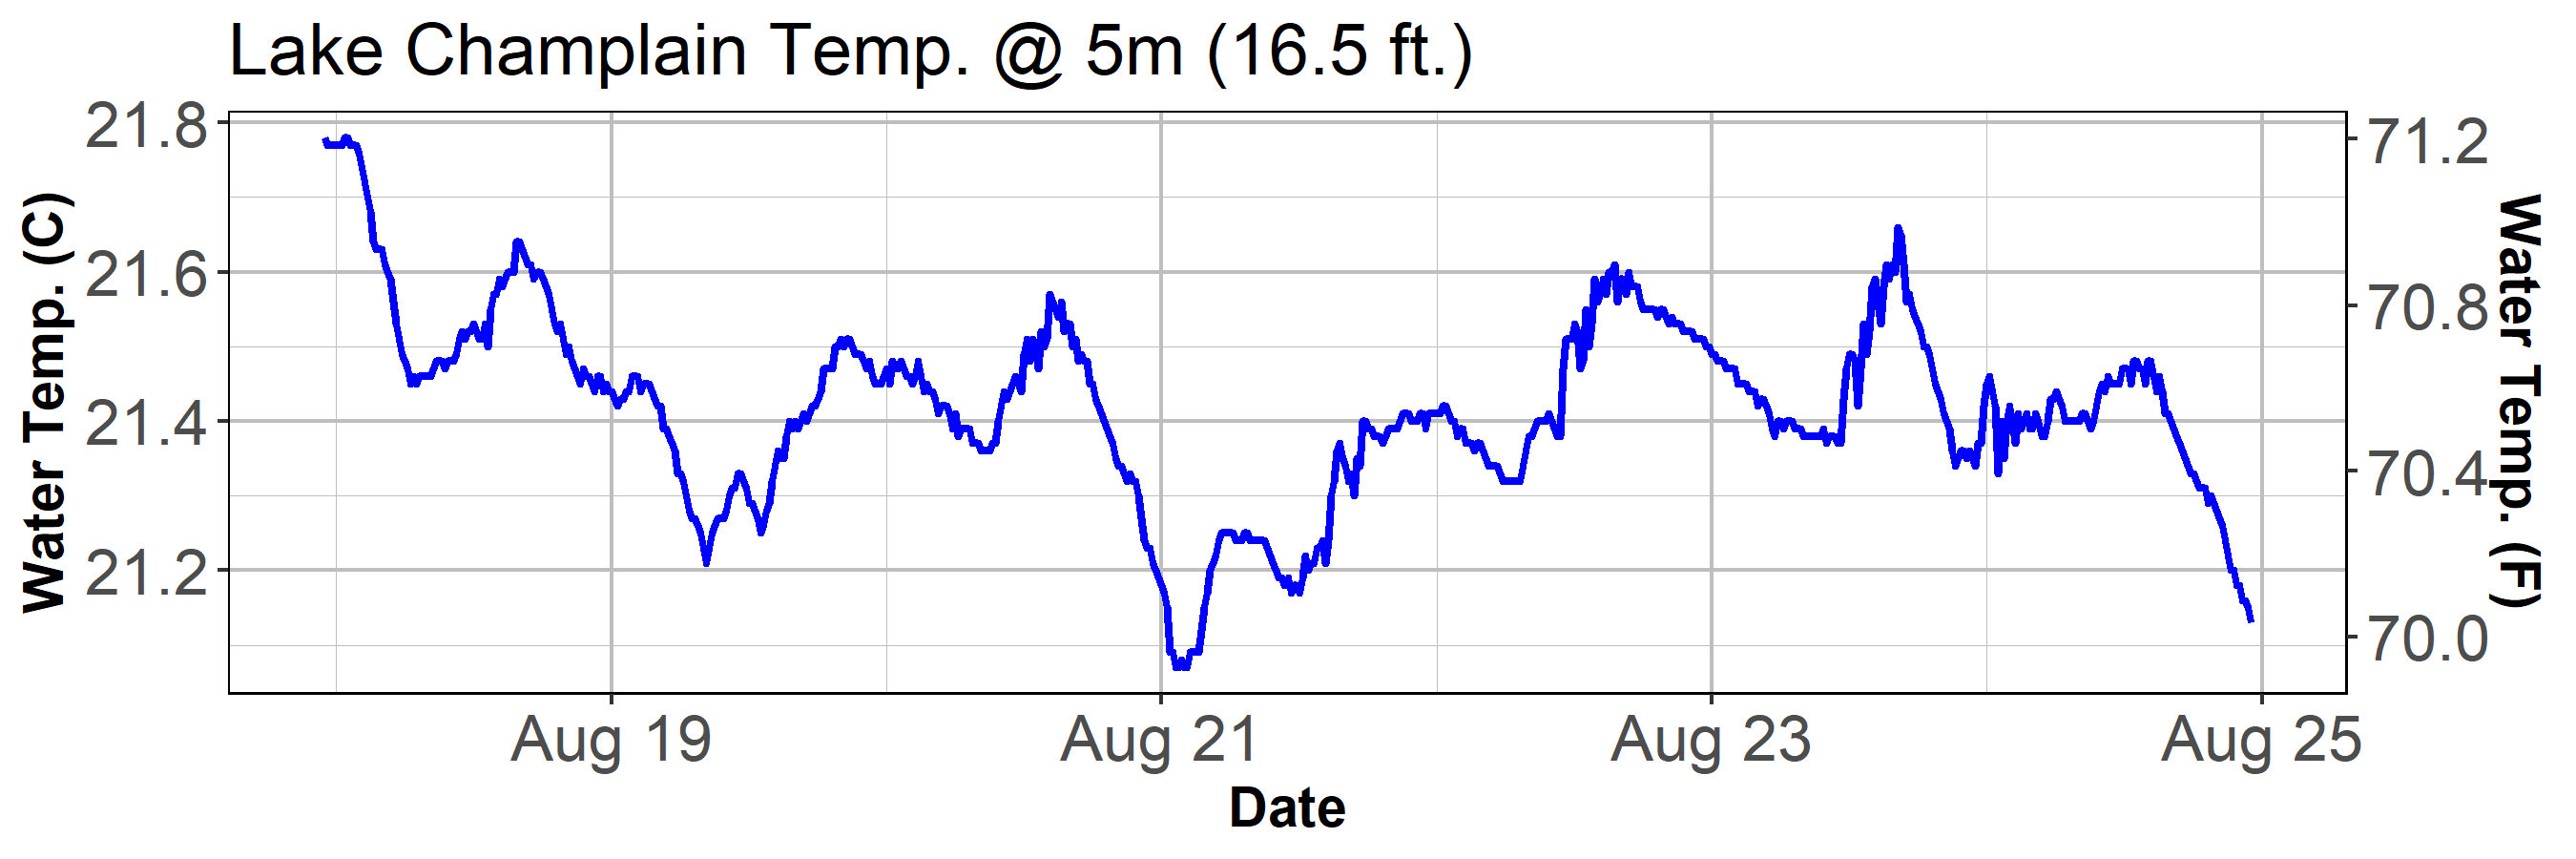 Lake Champlain Temp. @ 5m (16.5 ft.)
Water Temp. (C)
21.8
21.6
21.4
21.2
71.2
70.8
70.4
70.0
Water Temp. (F)
Aug 19 Aug 21 Aug 23 Aug 25
Date